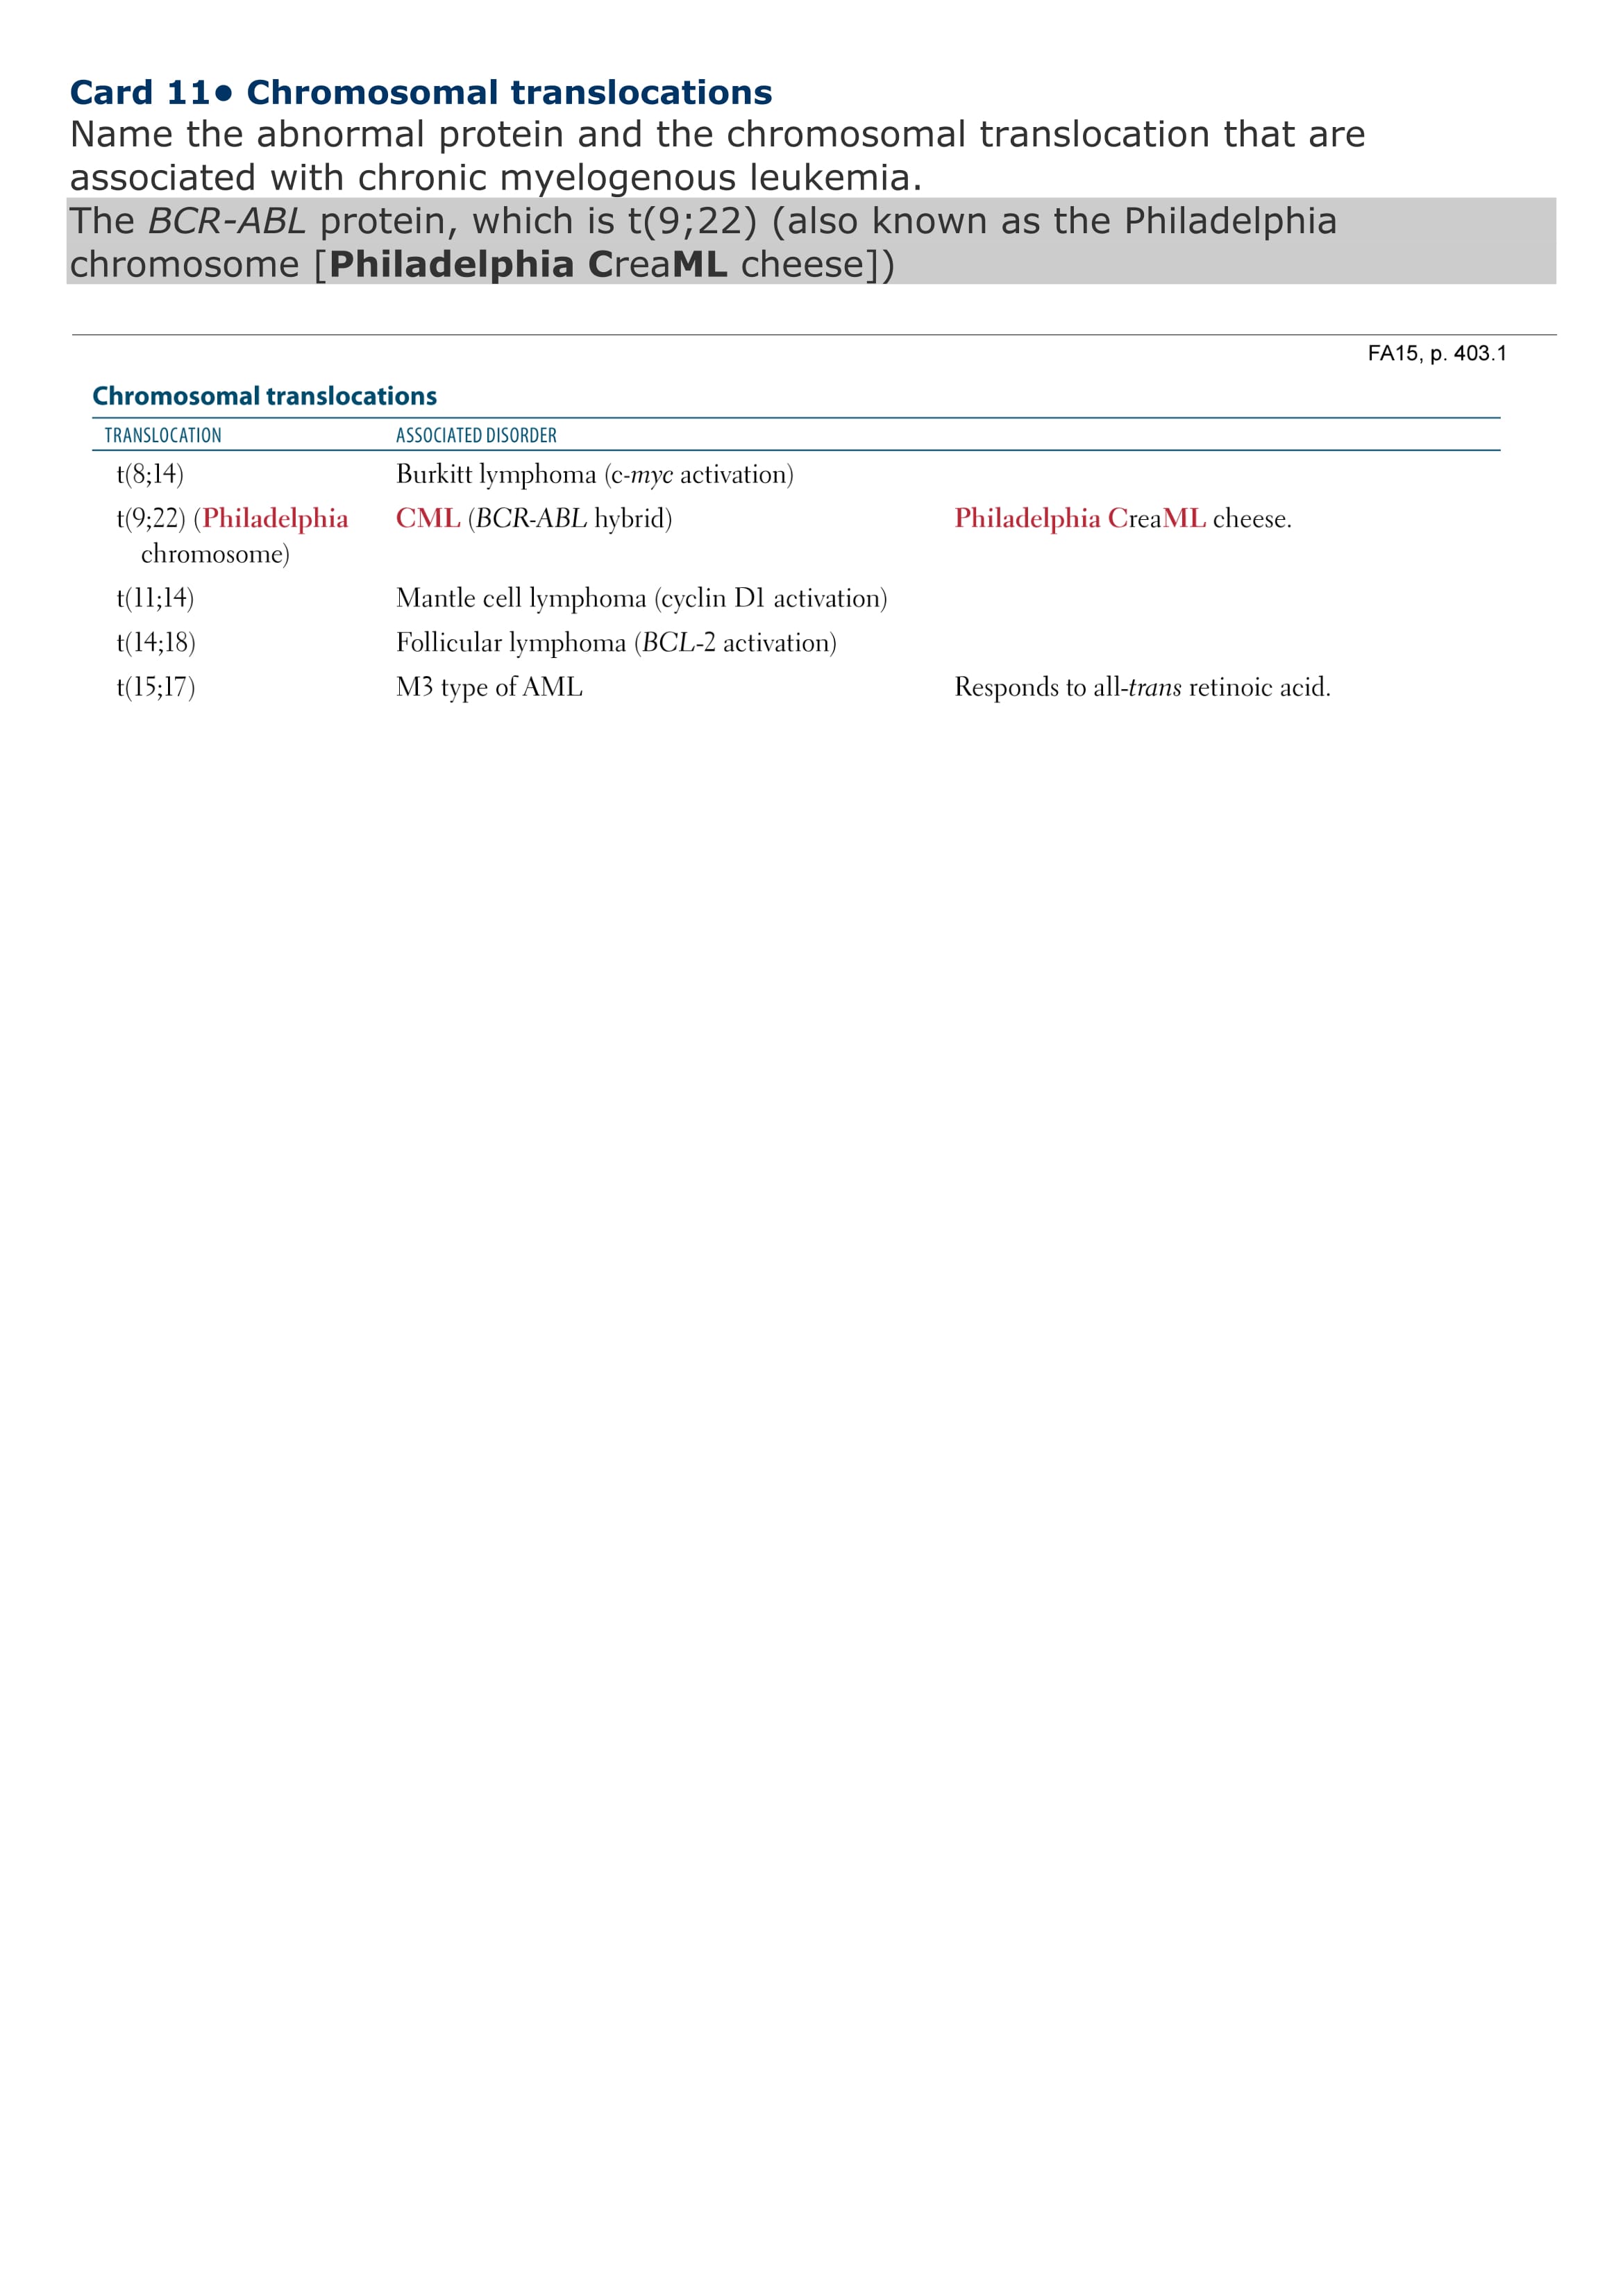 Card 11• Chromosomal translocations
Name the abnormal protein and the chromosomal translocation that are
associated with chronic myelogenous leukemia.
The BCR-ABL protein, which is t(9;22) (also known as the Philadelphia
chromosome [Philadelphia CreaML cheese])
FA15, p. 403.1
Chromosomal translocations
TRANSLOCATION ASSOCIATED DISORDER
t(8;14) Burkitt lymphoma (c-myc activation)
t(9;22) (Philadelphia CML (BCR-ABL hybrid) Philadelphia CreaML cheese.
chromosome)
t(11;14) Mantle cell lymphoma (cyclin D1 activation)
t(14;18) Follicular lymphoma (BCL-2 activation)
t(15;17) M3 type of AML Responds to all-trans retinoic acid.